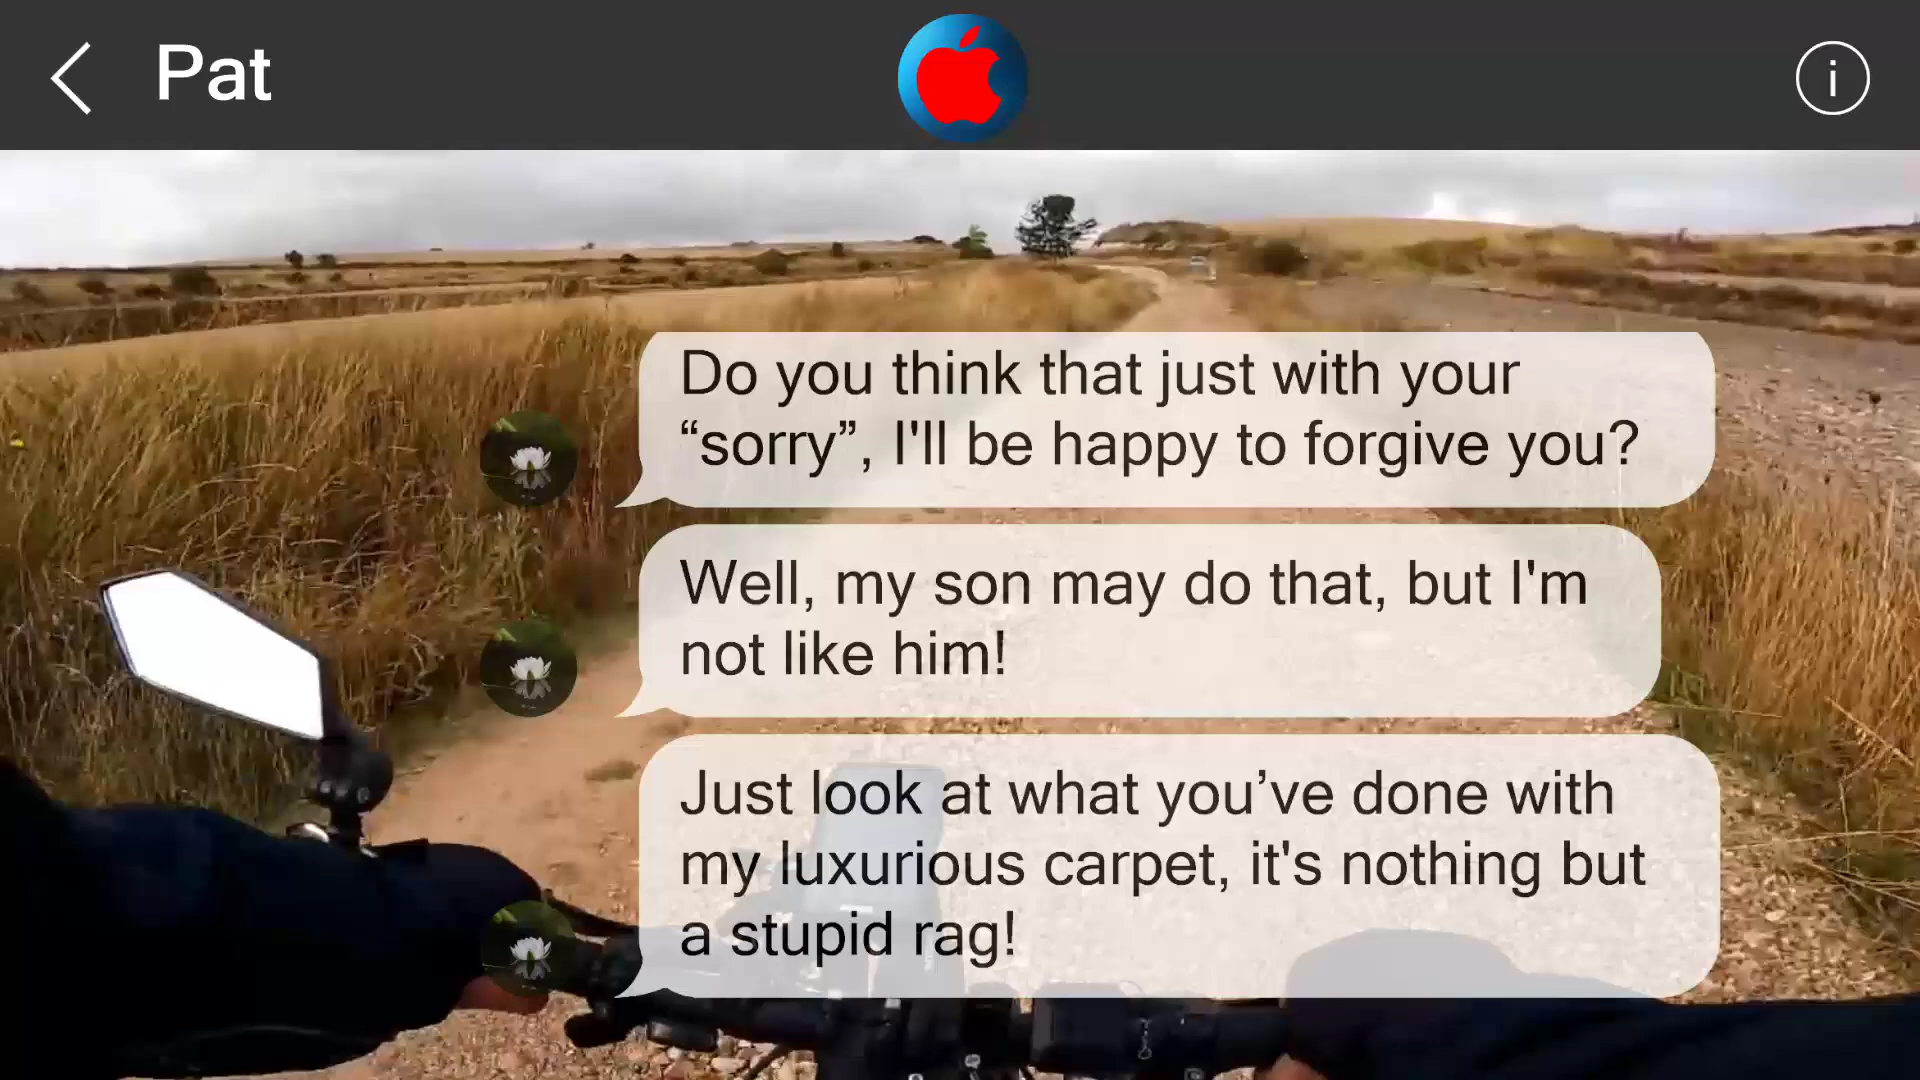 Pat
i
Do you think that just with your
“sorry”, I'll be happy to forgive you?
Well, my son may do that, but I'm
not like him!
Just look at what you’ve done with
my luxurious carpet, it's nothing but
a stupid rag!